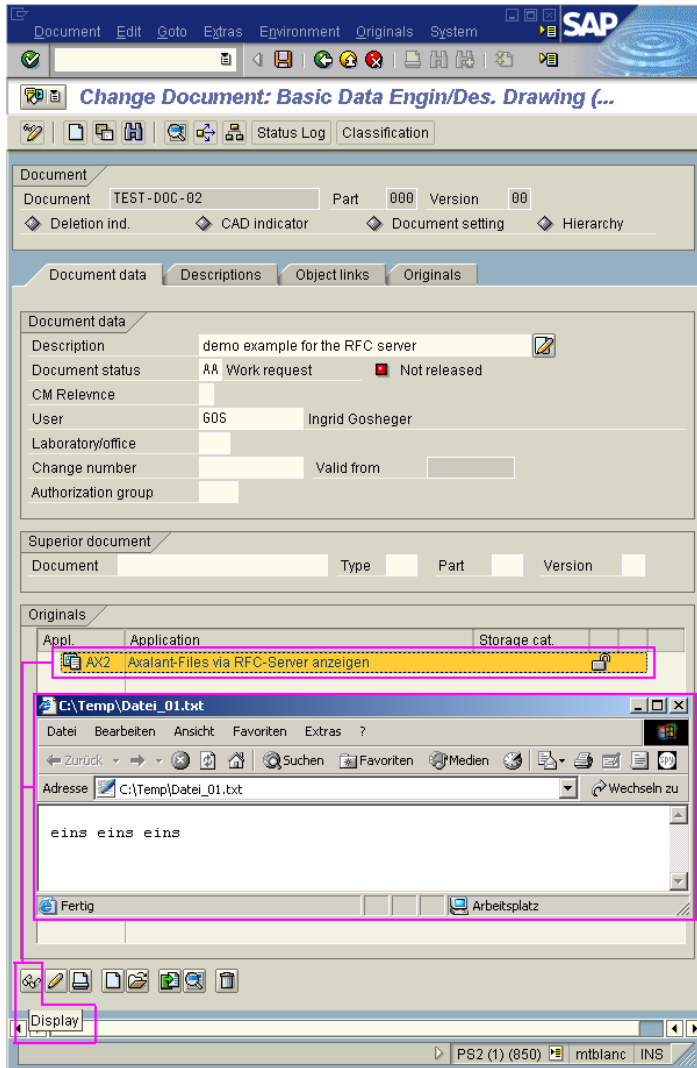 Document Edit Goto Extras Environment Originals System
SAP
Change Document: Basic Data Engin/Des. Drawing (...
Status Log Classification
Document
Document TEST-DOC-02 Part 000 Version 00
Deletion ind. CAD indicator Document setting Hierarchy
Document data Descriptions Object links Originals
Document data
Description demo example for the RFC server
Document status AA Work request Not released
CM Relevnce
User GOS Ingrid Gosheger
Laboratory/office
Change number Valid from
Authorization group
Superior document
Document Type Part Version
Originals
Appl. Application Storage cat.
AX2 Axalant-Files via RFC-Server anzeigen
C:\Temp\Datei_01.txt
Datei Bearbeiten Ansicht Favoriten Extras ?
Zurück Suchen Favoriten Medien
Adresse C:\Temp\Datei_01.txt Wechseln zu
eins eins eins
Fertig Arbeitsplatz
Display
PS2 (1) (850) mtblanc INS